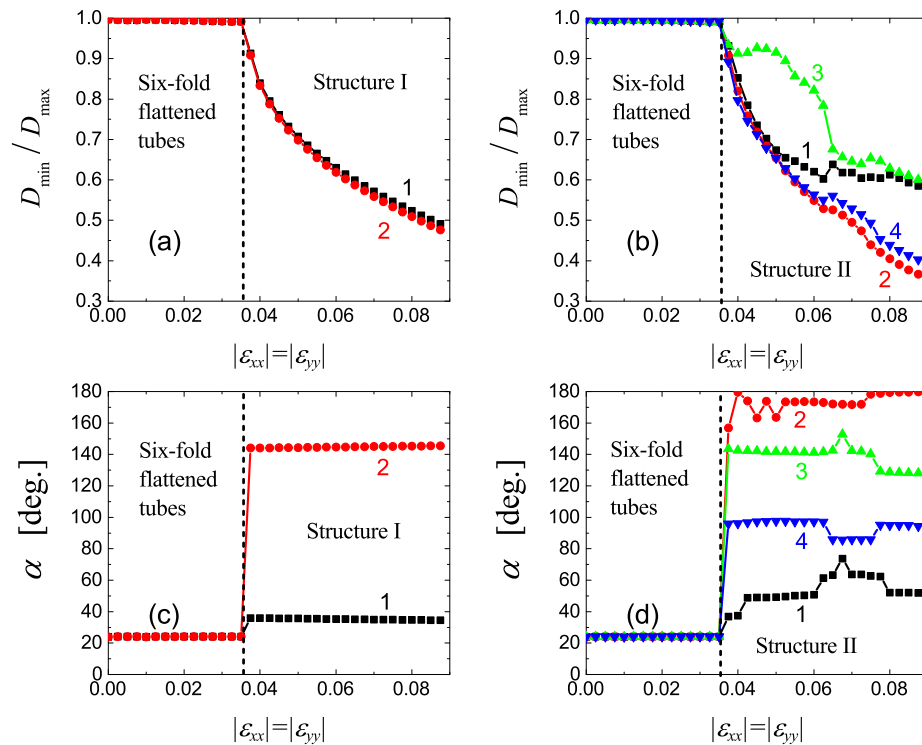 1.0
0.9
0.8
0.7
0.6
0.5
0.4
0.3
D_min / D_max
Six-fold
flattened
tubes
Structure I
1
2
(a)
0.00 0.02 0.04 0.06 0.08
|ε_xx|=|ε_yy|
1.0
0.9
0.8
0.7
0.6
0.5
0.4
0.3
D_min / D_max
Six-fold
flattened
tubes
3
1
4
2
(b)
Structure II
0.00 0.02 0.04 0.06 0.08
|ε_xx|=|ε_yy|
180
160
140
120
100
80
60
40
20
0
α [deg.]
Six-fold
flattened
tubes
2
Structure I
1
(c)
0.00 0.02 0.04 0.06 0.08
|ε_xx|=|ε_yy|
180
160
140
120
100
80
60
40
20
0
α [deg.]
Six-fold
flattened
tubes
2
3
4
1
(d)
Structure II
0.00 0.02 0.04 0.06 0.08
|ε_xx|=|ε_yy|